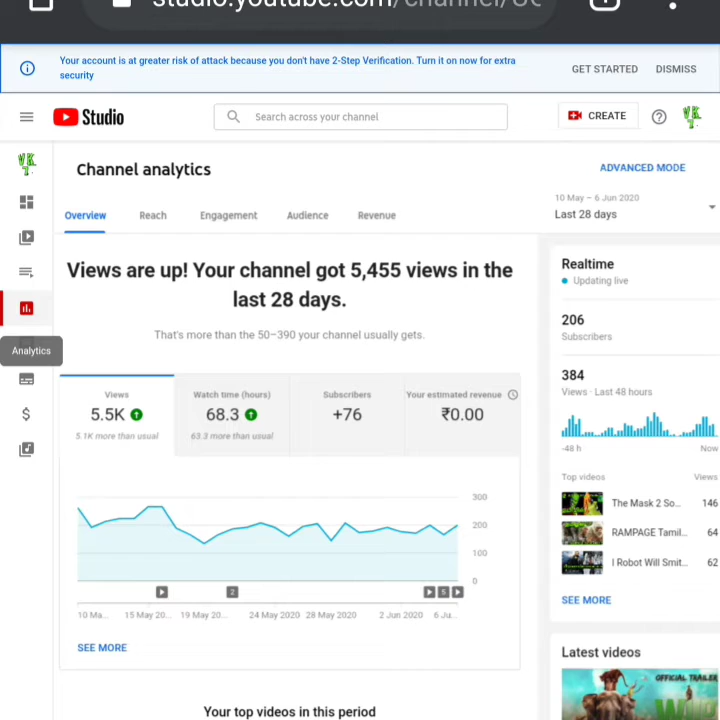 Your account is at greater risk of attack because you don't have 2-Step Verification. Turn it on now for extra
security
GET STARTED
DISMISS
Studio
Search across your channel
CREATE
Channel analytics
ADVANCED MODE
10 May – 6 Jun 2020
Last 28 days
Overview
Reach
Engagement
Audience
Revenue
Views are up! Your channel got 5,455 views in the
last 28 days.
That's more than the 50–390 your channel usually gets.
Analytics
Views
5.5K
5.1K more than usual
Watch time (hours)
68.3
63.3 more than usual
Subscribers
+76
Your estimated revenue
₹0.00
300
200
100
0
2
5
10 Ma...
15 May 20...
19 May 20...
24 May 2020
28 May 2020
2 Jun 2020
6 Ju...
SEE MORE
Your top videos in this period
Realtime
Updating live
206
Subscribers
384
Views · Last 48 hours
-48 h
Now
Top videos
Views
The Mask 2 So...
146
RAMPAGE Tamil...
64
I Robot Will Smit...
62
SEE MORE
Latest videos
OFFICIAL TRAILER